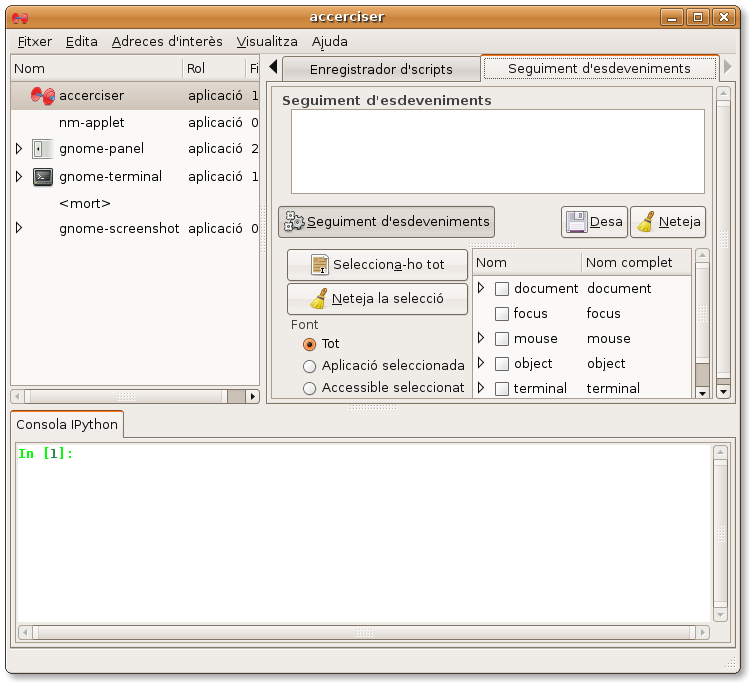 accerciser
Fitxer Edita Adreces d'interès Visualitza Ajuda
Nom Rol Fi
accerciser aplicació 1
nm-applet aplicació 0
gnome-panel aplicació 2
gnome-terminal aplicació 1
<mort>
gnome-screenshot aplicació 0
Enregistrador d'scripts Seguiment d'esdeveniments
Seguiment d'esdeveniments
Seguiment d'esdeveniments Desa Neteja
Selecciona-ho tot
Neteja la selecció
Font
Tot
Aplicació seleccionada
Accessible seleccionat
Nom Nom complet
document document
focus focus
mouse mouse
object object
terminal terminal
Consola IPython
In [1]: